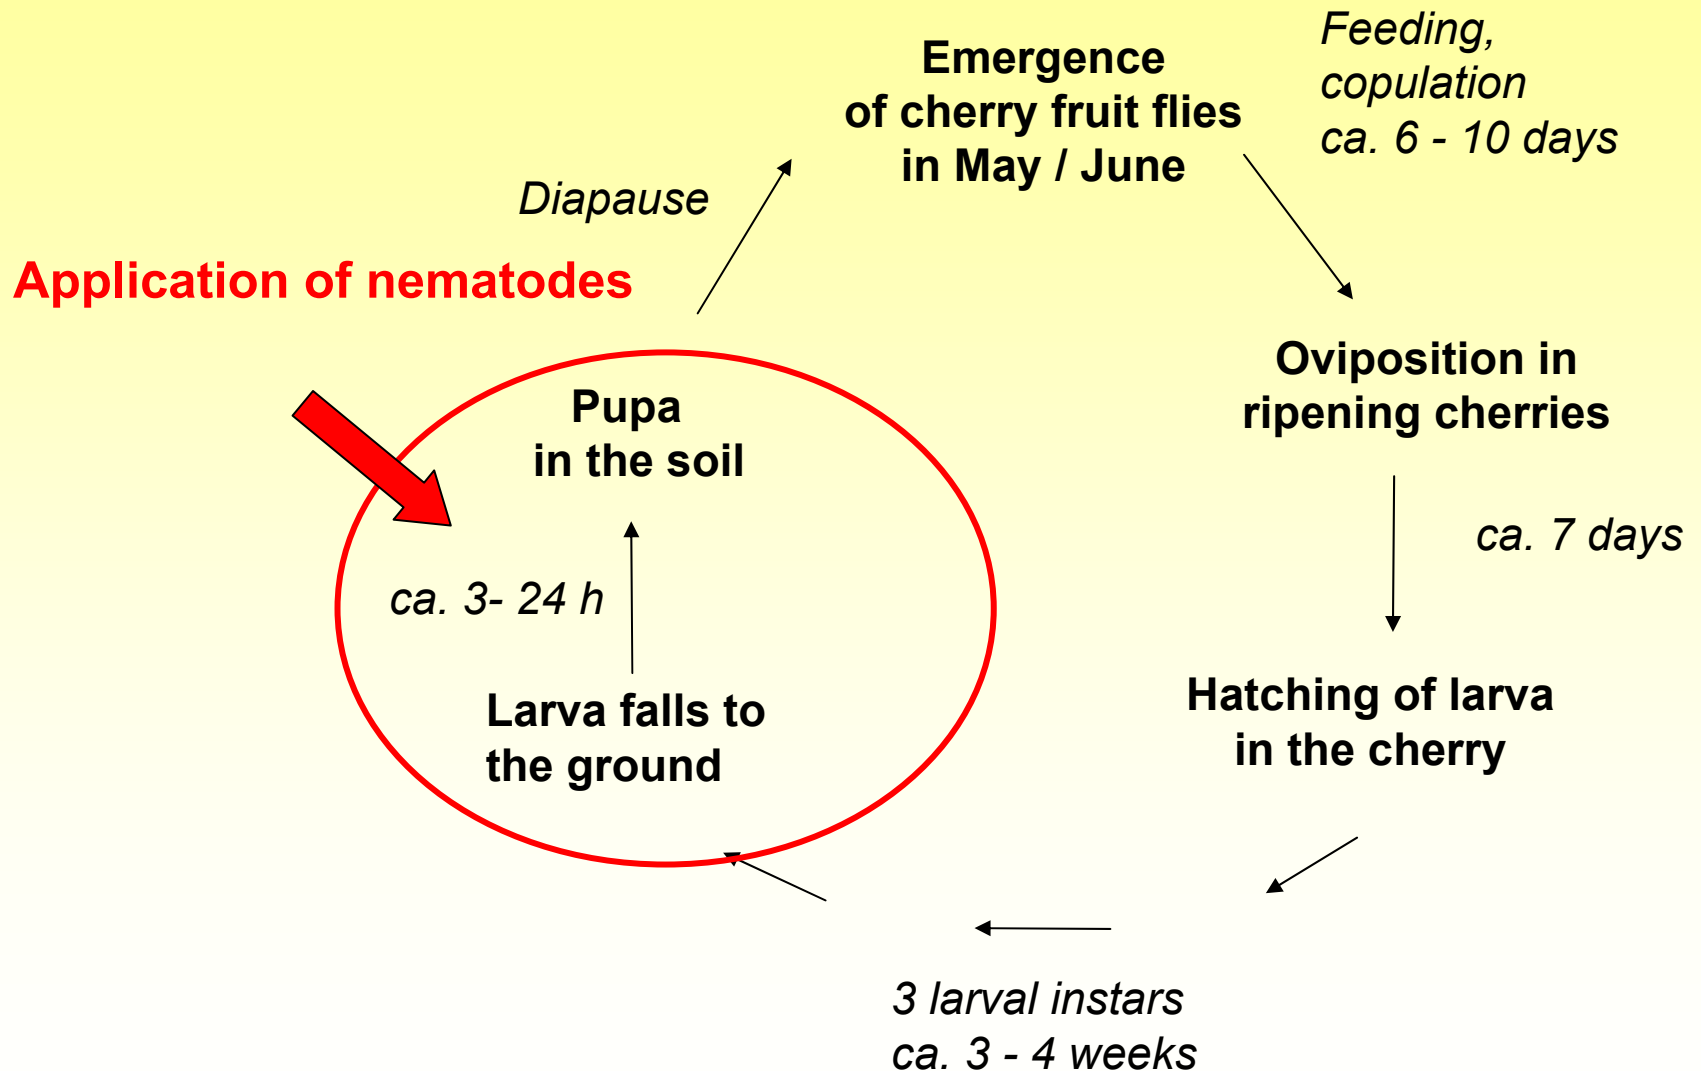 Emergence
of cherry fruit flies
in May / June
Feeding,
copulation
ca. 6 - 10 days
Diapause
Application of nematodes
Oviposition in
ripening cherries
Pupa
in the soil
ca. 7 days
ca. 3- 24 h
Hatching of larva
in the cherry
Larva falls to
the ground
3 larval instars
ca. 3 - 4 weeks